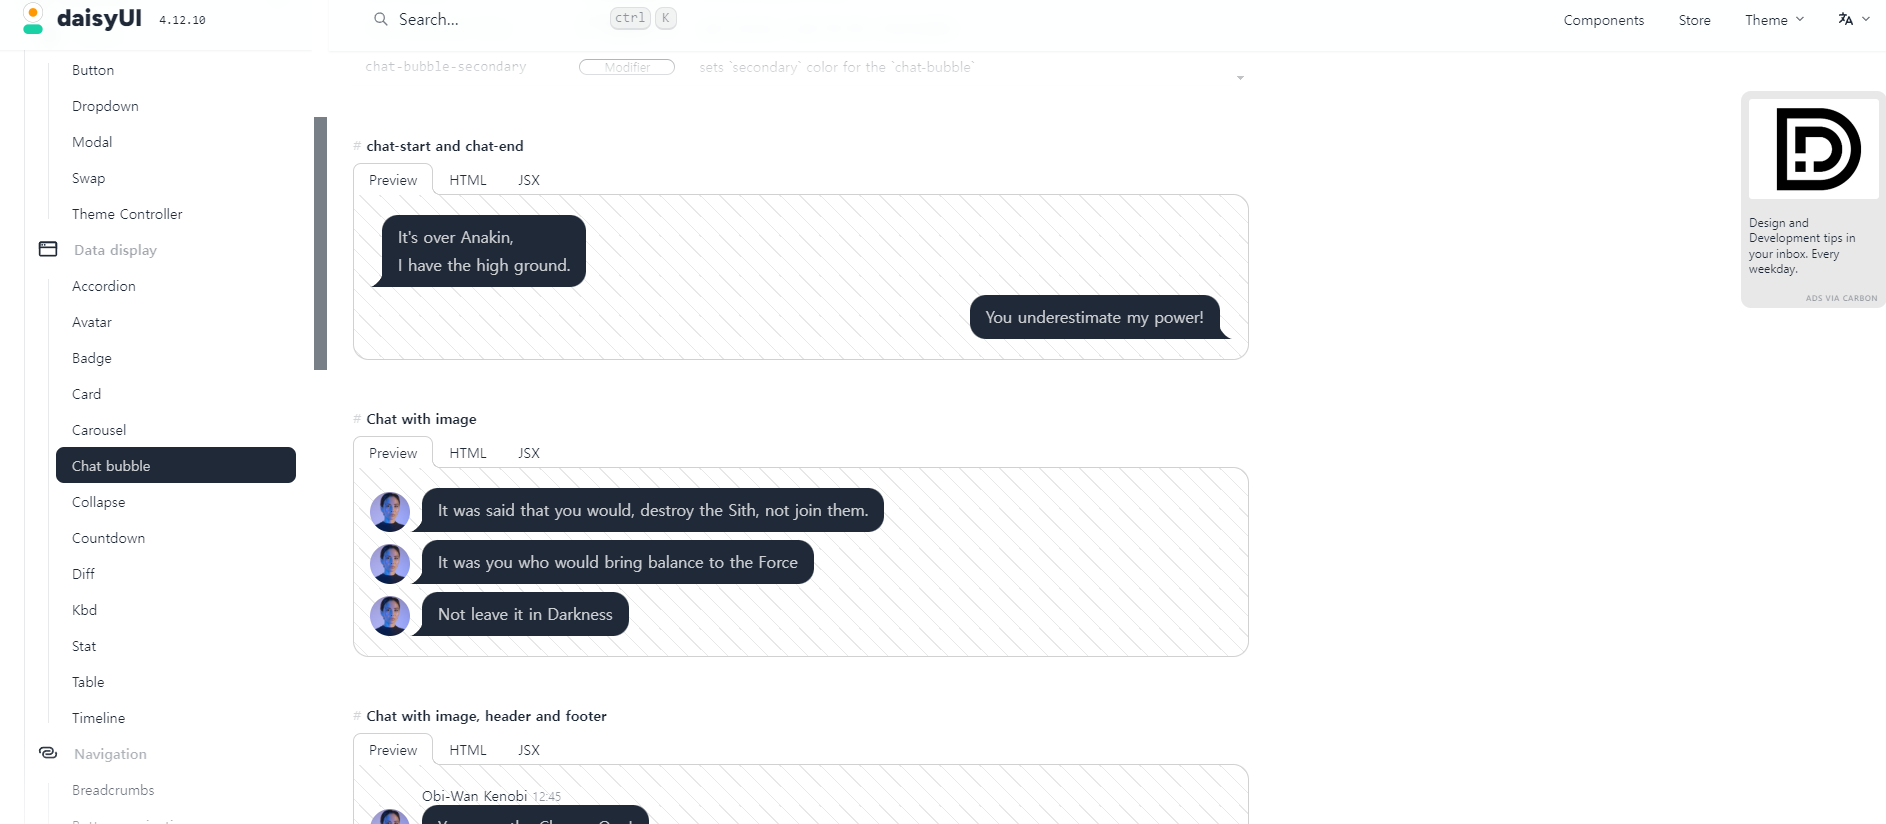 daisyUI 4.12.10
Search...
ctrl K
Components
Store
Theme
Button
Dropdown
Modal
Swap
Theme Controller
Data display
Accordion
Avatar
Badge
Card
Carousel
Chat bubble
Collapse
Countdown
Diff
Kbd
Stat
Table
Timeline
Navigation
Breadcrumbs
chat-bubble-secondary Modifier sets `secondary` color for the `chat-bubble`
# chat-start and chat-end
Preview HTML JSX
It's over Anakin,
I have the high ground.
You underestimate my power!
# Chat with image
Preview HTML JSX
It was said that you would, destroy the Sith, not join them.
It was you who would bring balance to the Force
Not leave it in Darkness
# Chat with image, header and footer
Preview HTML JSX
Obi-Wan Kenobi 12:45
Design and
Development tips in
your inbox. Every
weekday.
ADS VIA CARBON